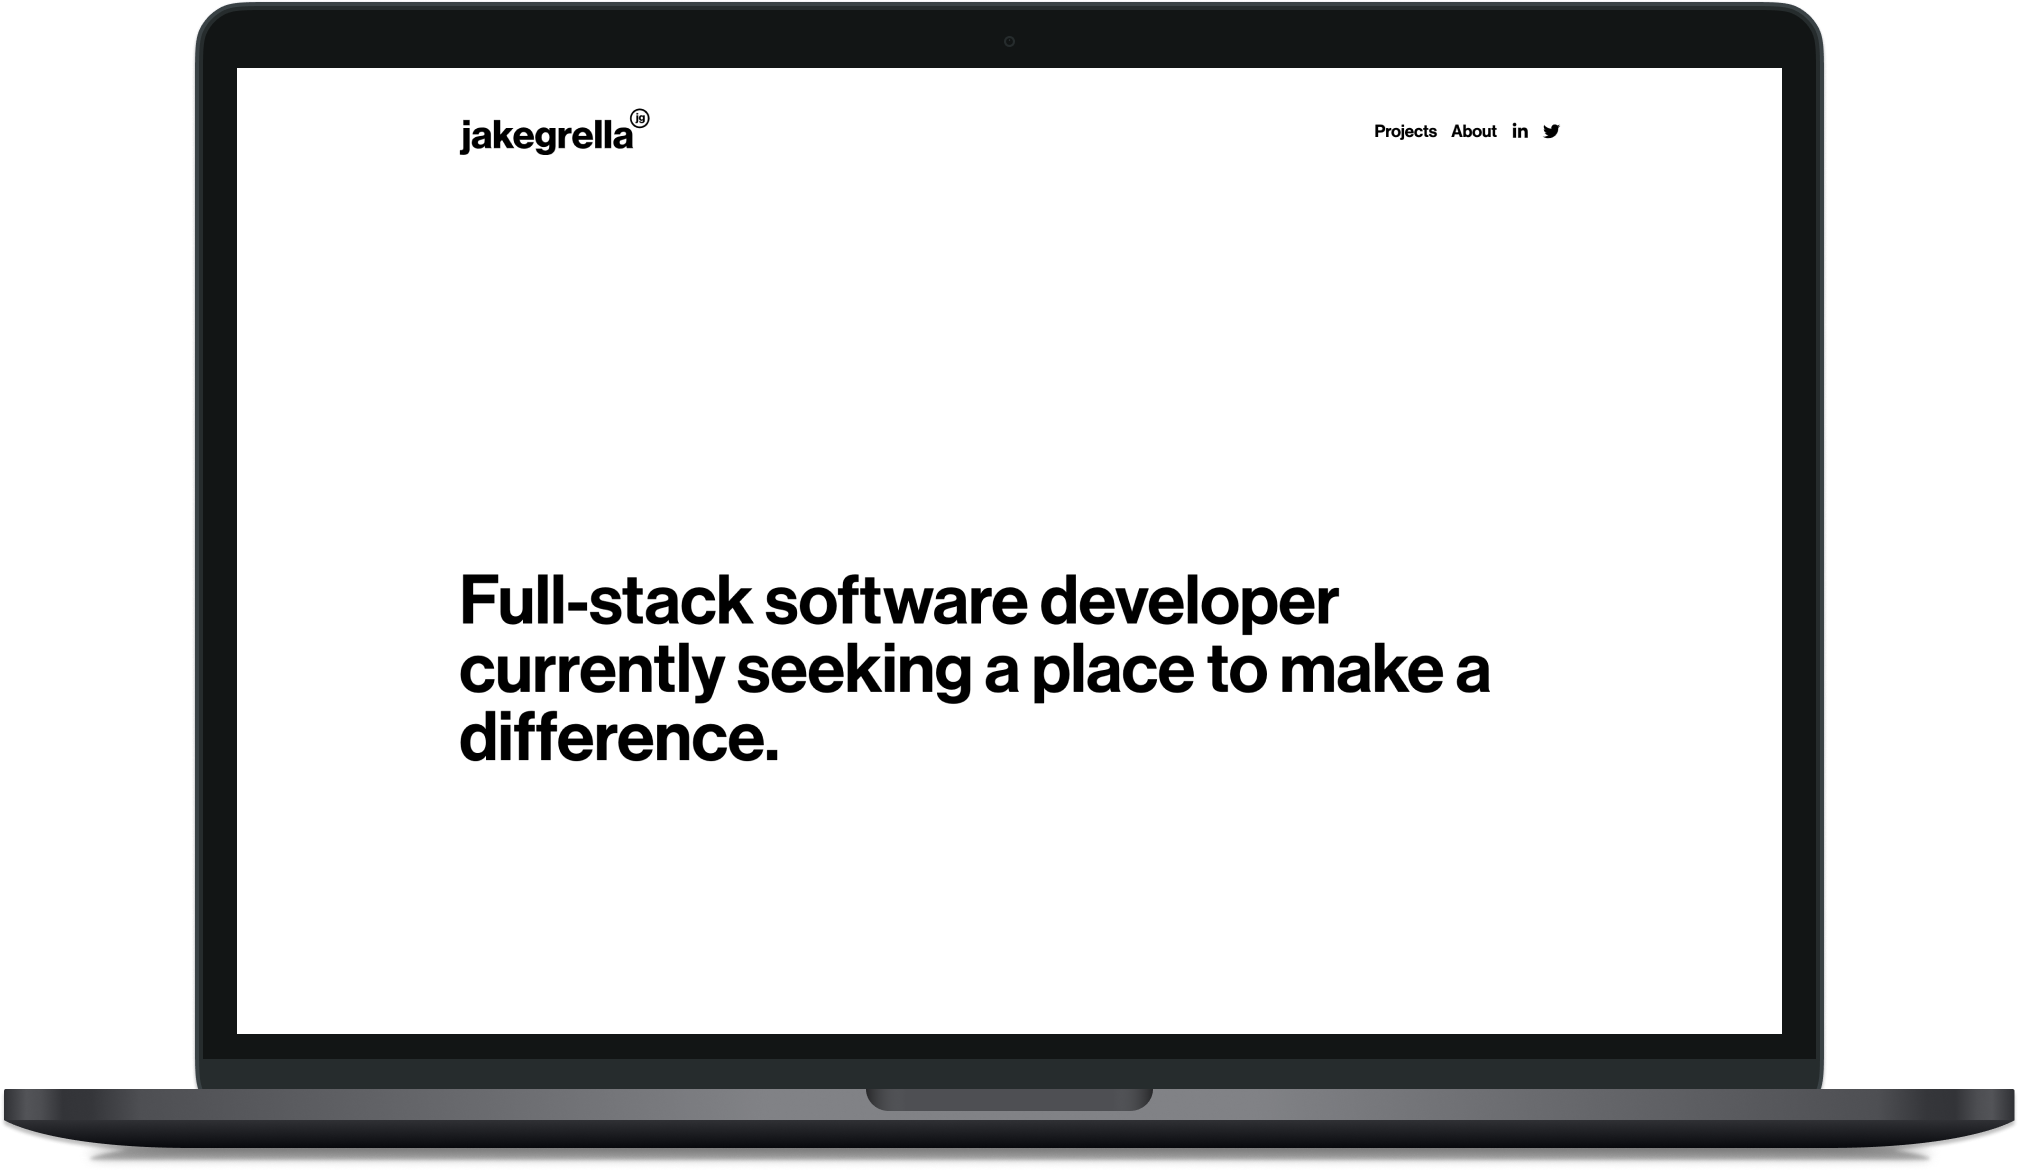 jakegrella jg
Projects About in
Full-stack software developer
currently seeking a place to make a
difference.